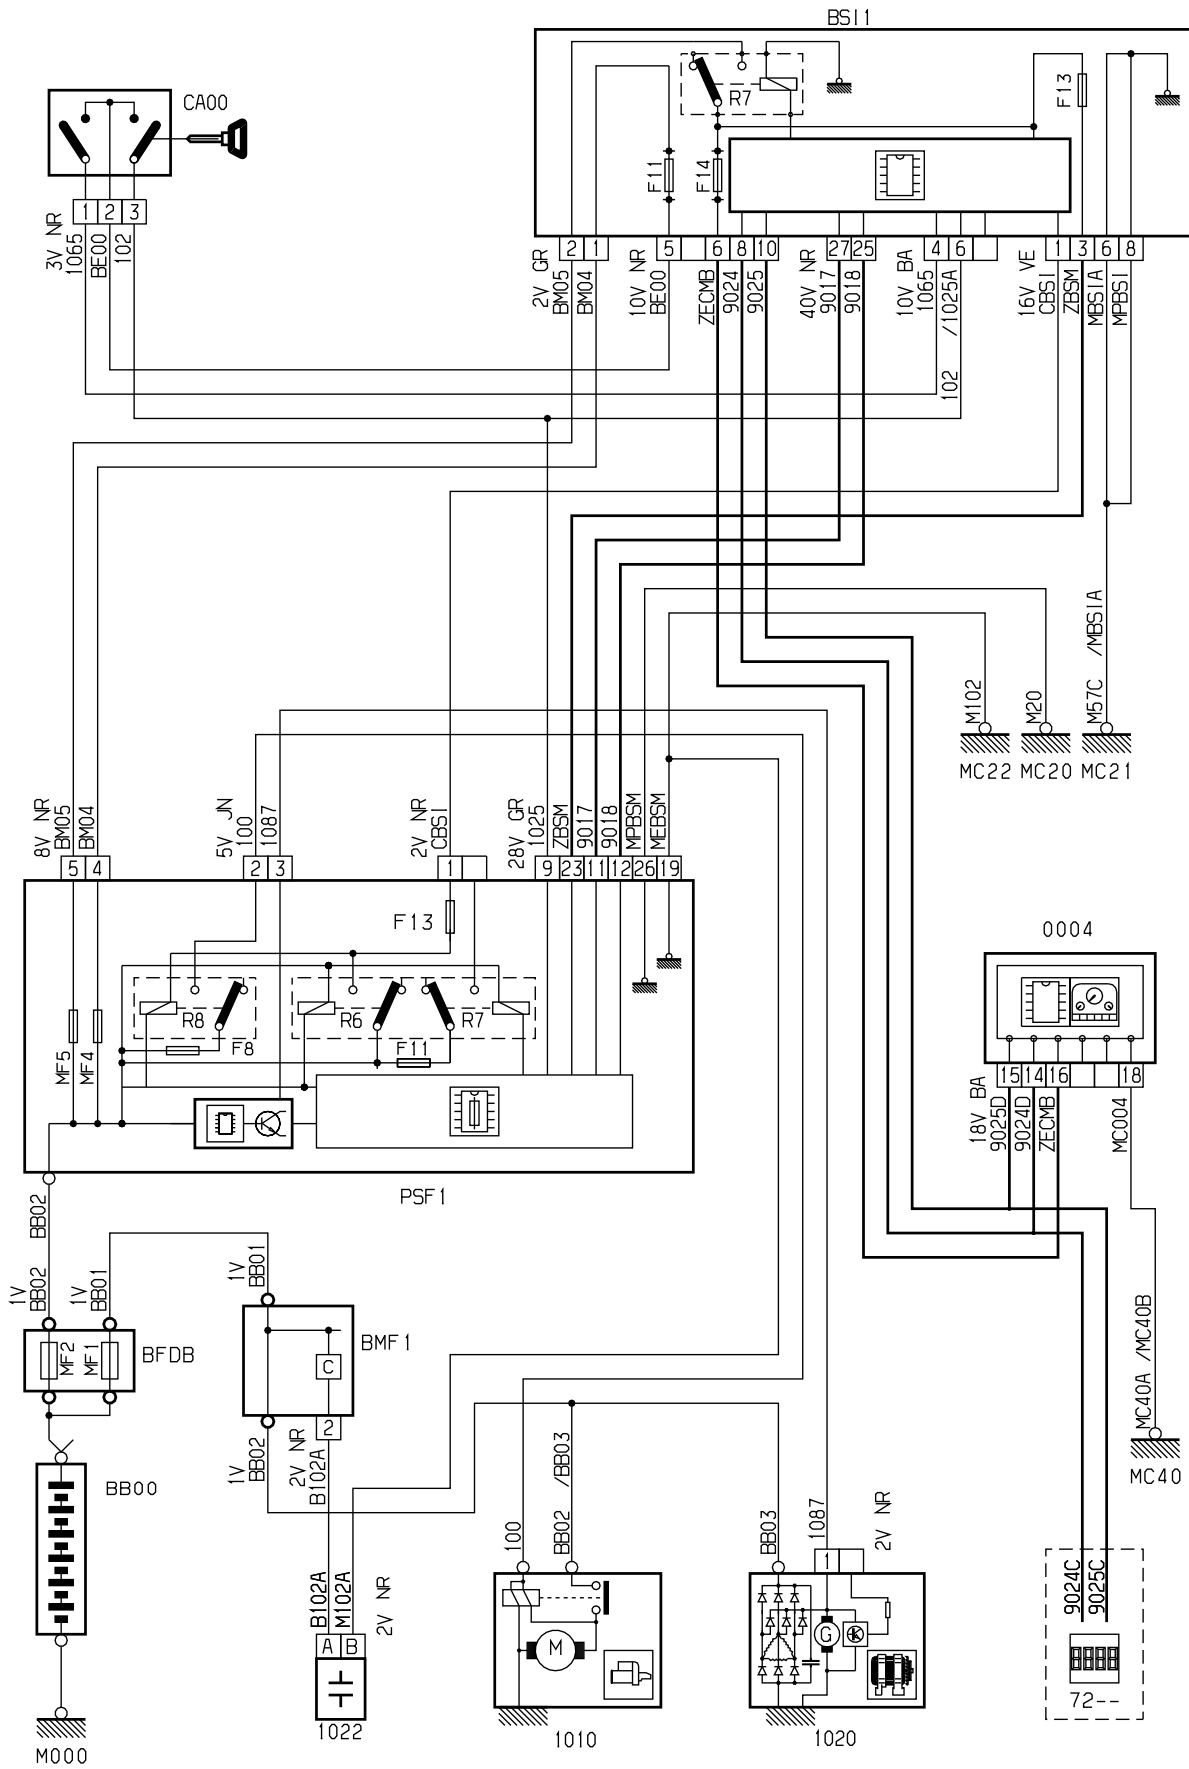 BSI1
CA00
R7
F13
F11
F14
1 2 3
3V NR
1065
BE00
102
2 1
5
6 8 10
27 25
4 6
1 3 6 8
2V GR
BM05
BM04
10V NR
BE00
ZECMB
9024
9025
40V NR
9017
9018
10V BA
1065
102 /1025A
16V VE
CBSI
ZBSM
MBSIA
MPBSI
M102
M20
M57C /MBSIA
MC22
MC20
MC21
8V NR
BM05
BM04
5V JN
100
1087
2V NR
CBSI
28V GR
1025
ZBSM
9017
9018
MPBSM
MEBSM
5 4
2 3
1
9 23 11 12 26 19
F13
R8
R6
R7
F8
F11
MF5
MF4
PSF1
0004
15 14 16
18
18V BA
9025D
9024D
ZECMB
MC004
BB02
1V
BB02
1V
BB01
1V
BB01
MF2
MF1
BFDB
BMF1
C
2
1V
BB02
2V NR
B102A
MC40A /MC40B
MC40
BB00
M000
B102A
M102A
2V NR
A B
1022
100
BB02 /BB03
M
1010
BB03
1087
2V NR
1
G
1020
9024C
9025C
72--